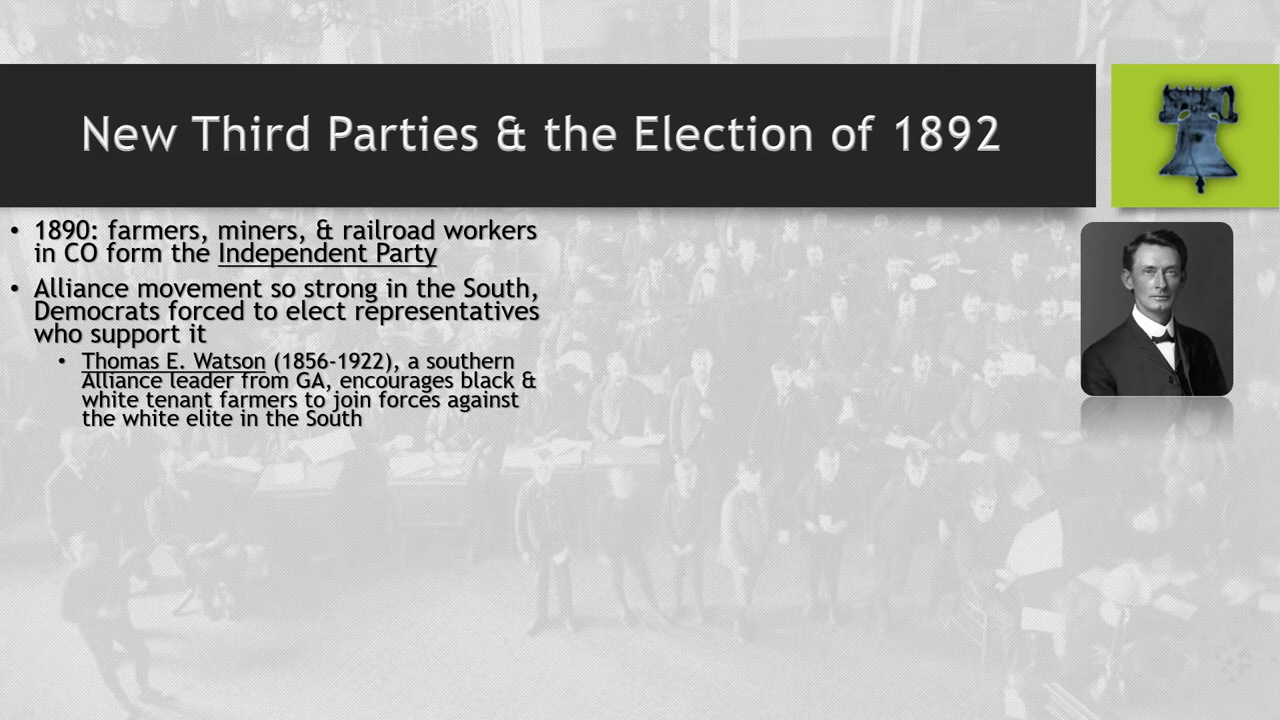 New Third Parties & the Election of 1892
• 1890: farmers, miners, & railroad workers
in CO form the Independent Party
• Alliance movement so strong in the South,
Democrats forced to elect representatives
who support it
• Thomas E. Watson (1856-1922), a southern
Alliance leader from GA, encourages black &
white tenant farmers to join forces against
the white elite in the South